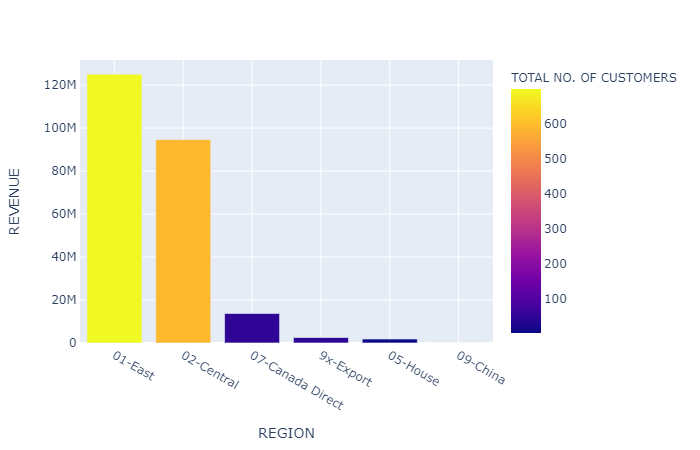 TOTAL NO. OF CUSTOMERS
120M
100M
80M
60M
40M
20M
0
REVENUE
600
500
400
300
200
100
01-East
02-Central
07-Canada Direct
9x-Export
05-House
09-China
REGION